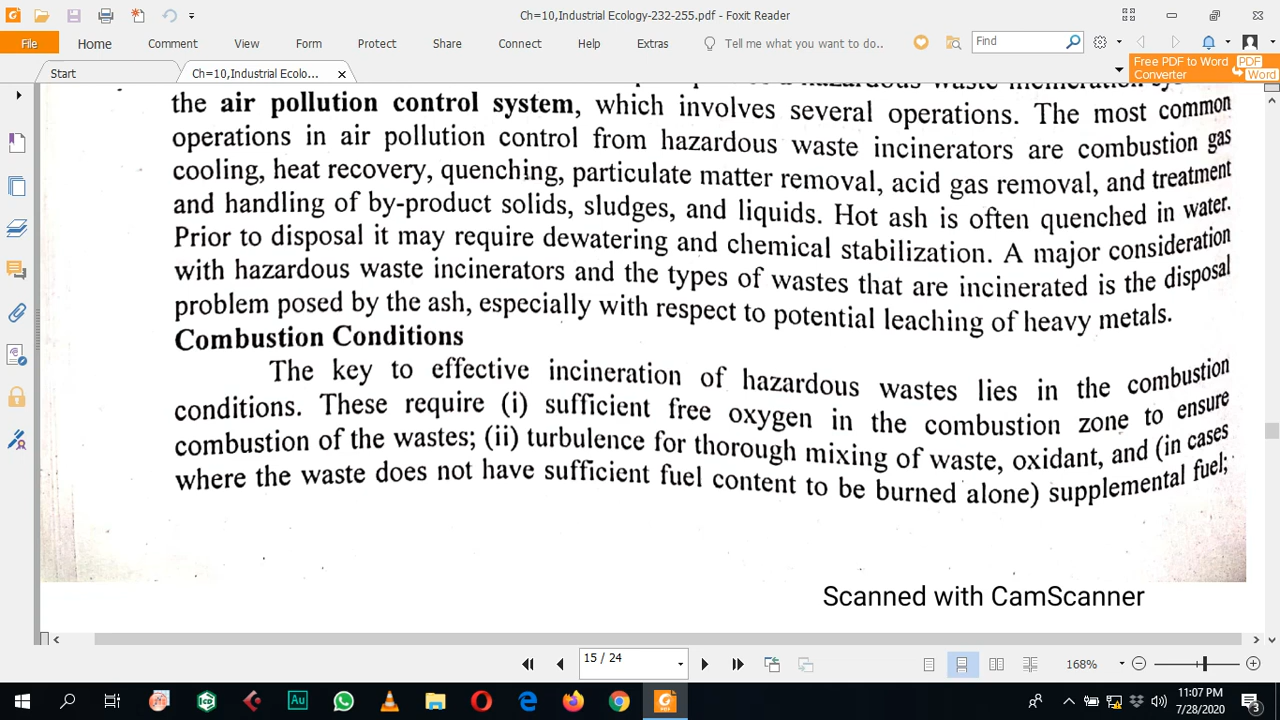 Ch=10,Industrial Ecology-232-255.pdf - Foxit Reader
File Home Comment View Form Protect Share Connect Help Extras Tell me what you want to do.. Find
Start Ch=10,Industrial Ecolo... Free PDF to Word Converter PDF Word
the air pollution control system, which involves several operations. The most common
operations in air pollution control from hazardous waste incinerators are combustion gas
cooling, heat recovery, quenching, particulate matter removal, acid gas removal, and treatment
and handling of by-product solids, sludges, and liquids. Hot ash is often quenched in water.
Prior to disposal it may require dewatering and chemical stabilization. A major consideration
with hazardous waste incinerators and the types of wastes that are incinerated is the disposal
problem posed by the ash, especially with respect to potential leaching of heavy metals.
Combustion Conditions
The key to effective incineration of hazardous wastes lies in the combustion
conditions. These require (i) sufficient free oxygen in the combustion zone to ensure
combustion of the wastes; (ii) turbulence for thorough mixing of waste, oxidant, and (in cases
where the waste does not have sufficient fuel content to be burned alone) supplemental fuel;
Scanned with CamScanner
15 / 24
168%
11:07 PM
7/28/2020